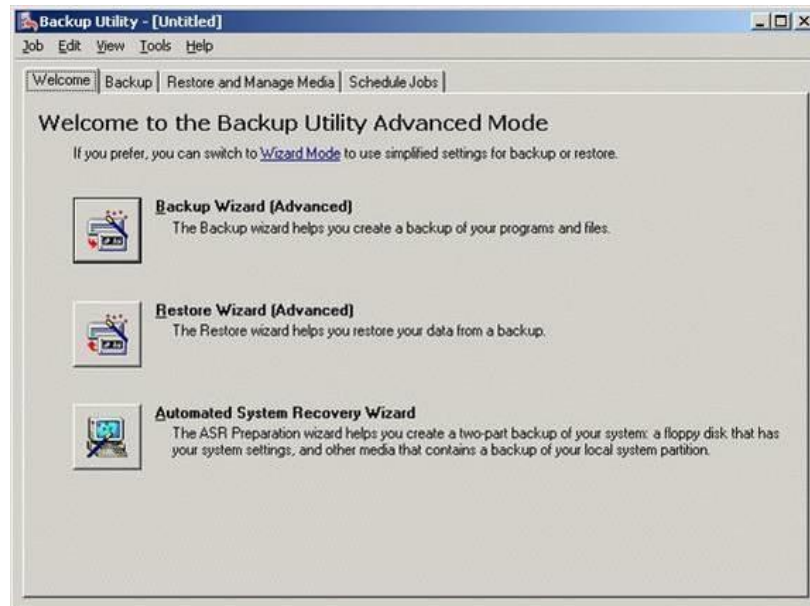 Backup Utility - [Untitled]
Job Edit View Tools Help
Welcome Backup Restore and Manage Media Schedule Jobs
Welcome to the Backup Utility Advanced Mode
If you prefer, you can switch to Wizard Mode to use simplified settings for backup or restore.
Backup Wizard (Advanced)
The Backup wizard helps you create a backup of your programs and files.
Restore Wizard (Advanced)
The Restore wizard helps you restore your data from a backup.
Automated System Recovery Wizard
The ASR Preparation wizard helps you create a two-part backup of your system: a floppy disk that has
your system settings, and other media that contains a backup of your local system partition.